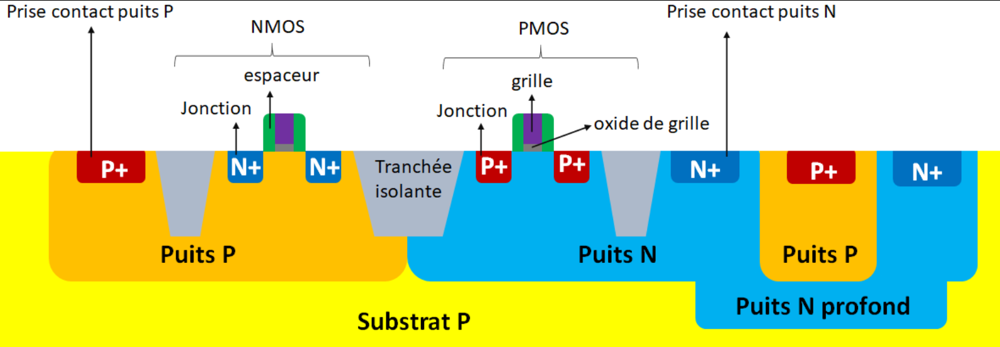 Prise contact puits P
Prise contact puits N
NMOS
PMOS
espaceur
grille
Jonction
Jonction
oxide de grille
P+
N+
N+
Tranchée
isolante
P+
P+
N+
P+
N+
Puits P
Puits N
Puits P
Puits N profond
Substrat P